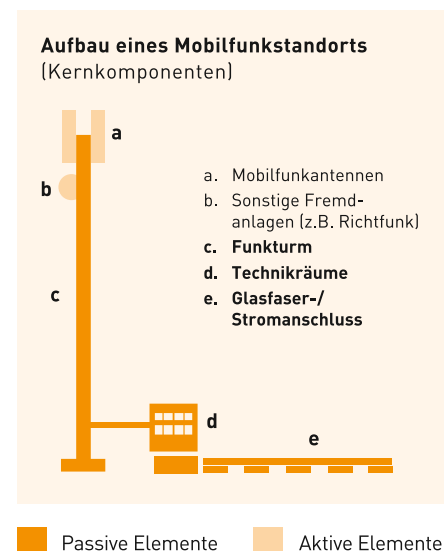 Aufbau eines Mobilfunkstandorts
(Kernkomponenten)
a
b
c
d
e
a. Mobilfunkantennen
b. Sonstige Fremd-
anlagen (z.B. Richtfunk)
c. Funkturm
d. Technikräume
e. Glasfaser-/
Stromanschluss
Passive Elemente
Aktive Elemente